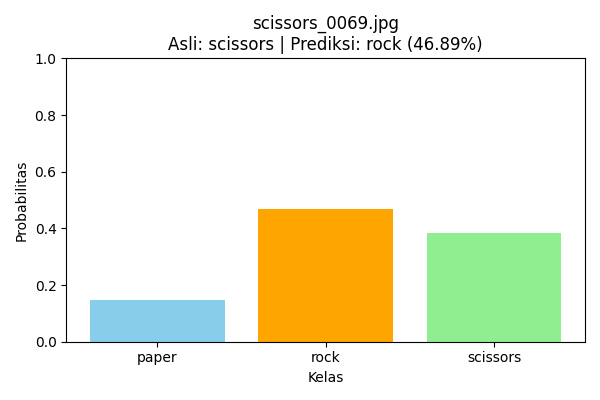 scissors_0069.jpg
Asli: scissors | Prediksi: rock (46.89%)
1.0
0.8
0.6
0.4
0.2
0.0
Probabilitas
paper rock scissors
Kelas